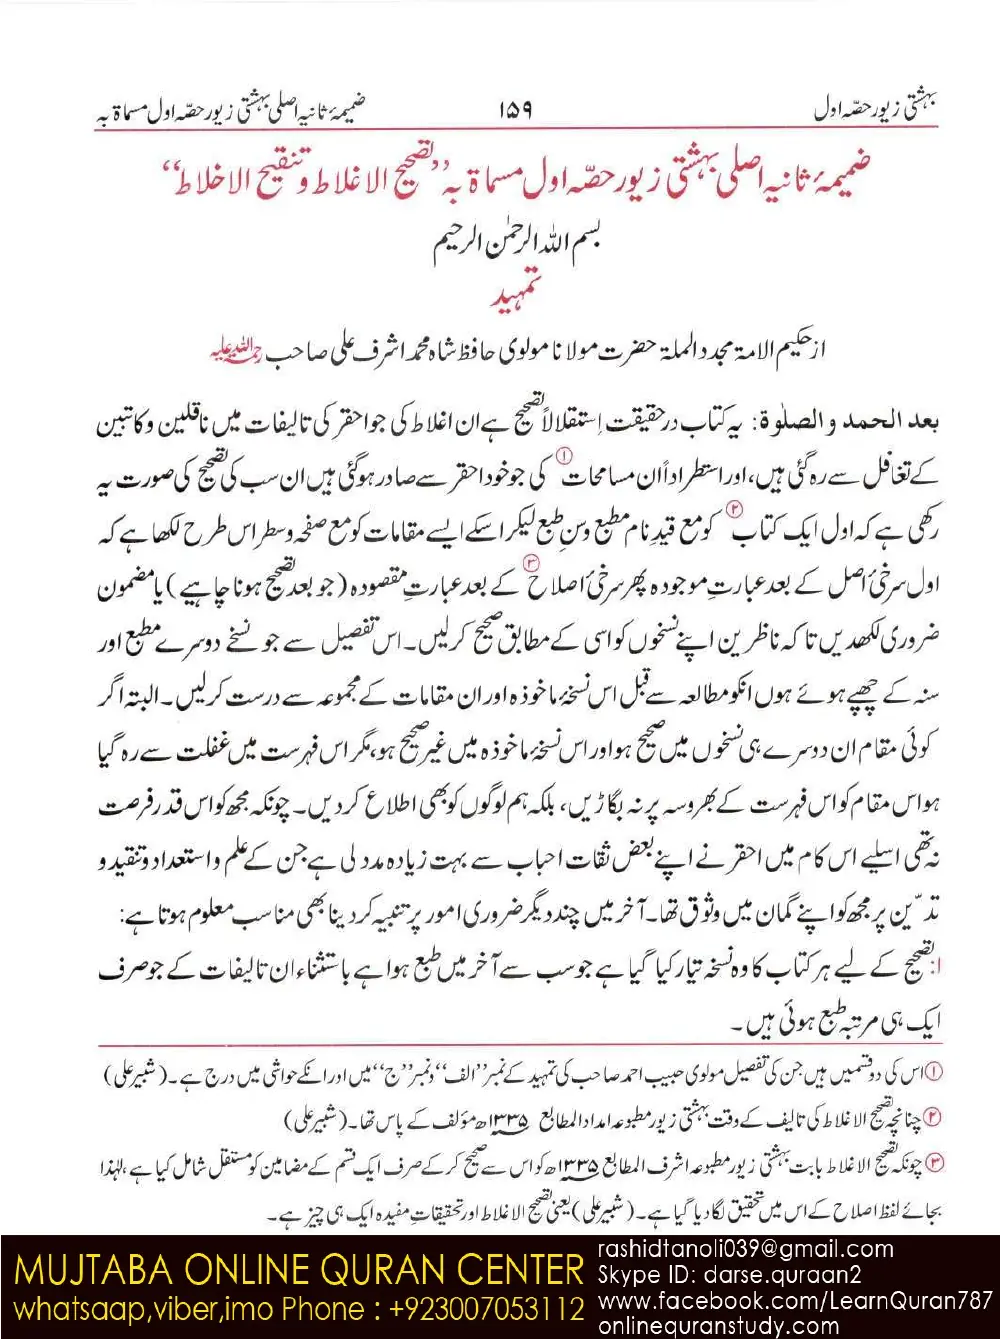 بہشتی زیور حصّہ اول ۱۵۹ ضمیمۂ ثانیہ اصلی بہشتی زیور حصّہ اول مسماۃ بہ
ضمیمۂ ثانیہ اصلی بہشتی زیور حصّہ اول مسماۃ بہ ’’تصحیح الاغلاط وتنقیح الاخلاط‘‘
بسم اللہ الرحمٰن الرحیم
تمہید
از حکیم الامۃ مجدد الملۃ حضرت مولانا مولوی حافظ شاہ محمد اشرف علی صاحب رحمۃ اللہ علیہ
بعد الحمد والصلوٰۃ: یہ کتاب در حقیقت اِستقلالاً تصحیح ہے ان اغلاط کی جو احقر کی تالیفات میں ناقلین وکاتبین
کے تغافل سے رہ گئی ہیں، اور استطراداً ان مسامحات① کی جو خود احقر سے صادر ہوگئی ہیں ان سب کی تصحیح کی صورت یہ
رکھی ہے کہ اول ایک کتاب② کو مع قیدِ نام مطبع وسنِ طبع لیکر اسکے ایسے مقامات کو مع صفحہ وسطر اس طرح لکھا ہے کہ
اول سرخیٔ اصل کے بعد عبارتِ موجودہ پھر سرخیٔ اصلاح③ کے بعد عبارتِ مقصودہ (جو بعد تصحیح ہونا چاہیے) یا مضمون
ضروری لکھدیں تاکہ ناظرین اپنے نسخوں کو اسی کے مطابق صحیح کرلیں۔ اس تفصیل سے جو نسخے دوسرے مطبع اور
سنہ کے چھپے ہوئے ہوں انکو مطالعہ سے قبل اس نسخۂ ماخوذہ اور ان مقامات کے مجموعہ سے درست کرلیں۔ البتہ اگر
کوئی مقام ان دوسرے ہی نسخوں میں صحیح ہو اور اس نسخۂ ماخوذہ میں غیر صحیح ہو، مگر اس فہرست میں غفلت سے رہ گیا
ہو اس مقام کو اس فہرست کے بھروسہ پر نہ بگاڑیں، بلکہ ہم لوگوں کو بھی اطلاع کردیں۔ چونکہ مجھ کو اس قدر فرصت
نہ تھی اسلیے اس کام میں احقر نے اپنے بعض ثقات احباب سے بہت زیادہ مدد لی ہے جن کے علم واستعداد وتنقید و
تدیّن پر مجھ کو اپنے گمان میں وثوق تھا۔ آخر میں چند دیگر ضروری امور پر تنبیہ کردینا بھی مناسب معلوم ہوتا ہے:
۱: تصحیح کے لیے ہر کتاب کا وہ نسخہ تیار کیا گیا ہے جو سب سے آخر میں طبع ہوا ہے باستثناء ان تالیفات کے جو صرف
ایک ہی مرتبہ طبع ہوئی ہیں۔
① اس کی دو قسمیں ہیں جن کی تفصیل مولوی حبیب احمد صاحب کی تمہید کے نمبر ’’الف‘‘ ونمبر ’’ج‘‘ میں اور انکے حواشی میں درج ہے۔ (شبیر علی)
② چنانچہ تصحیح الاغلاط کی تالیف کے وقت بہشتی زیور مطبوعہ امداد المطابع ۱۳۳۵ھ مؤلف کے پاس تھا۔ (شبیر علی)
③ چونکہ تصحیح الاغلاط بابت بہشتی زیور مطبوعہ اشرف المطابع ۱۳۳۵ھ کو اس سے صحیح کرکے صرف ایک قسم کے مضامین کو مستقل شامل کیا ہے، لہٰذا
بجائے لفظ اصلاح کے اس میں تحقیق لگادیا گیا ہے۔ (شبیر علی) یعنی تصحیح الاغلاط اور تحقیقاتِ مفیدہ ایک ہی چیز ہے۔
MUJTABA ONLINE QURAN CENTER
whatsaap,viber,imo Phone : +923007053112
rashidtanoli039@gmail.com
Skype ID: darse.quraan2
www.facebook.com/LearnQuran787
onlinequranstudy.com